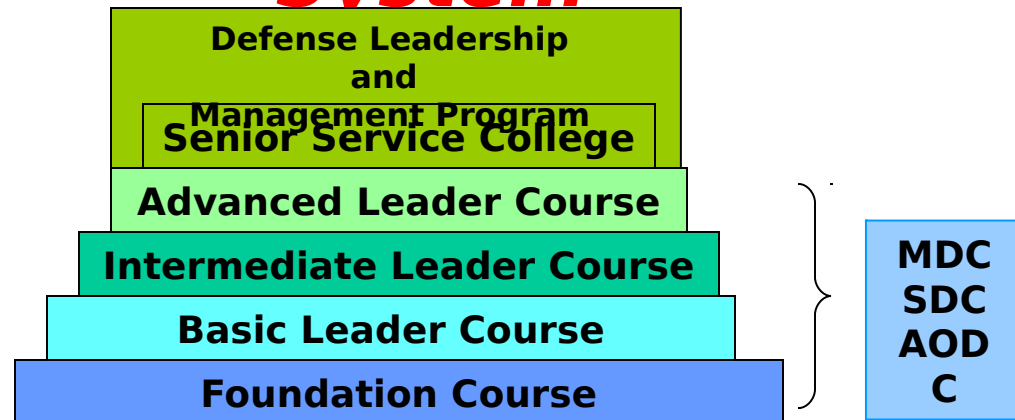 System
Defense Leadership
and
Management Program
Senior Service College
Advanced Leader Course
Intermediate Leader Course
Basic Leader Course
Foundation Course
MDC
SDC
AOD
C